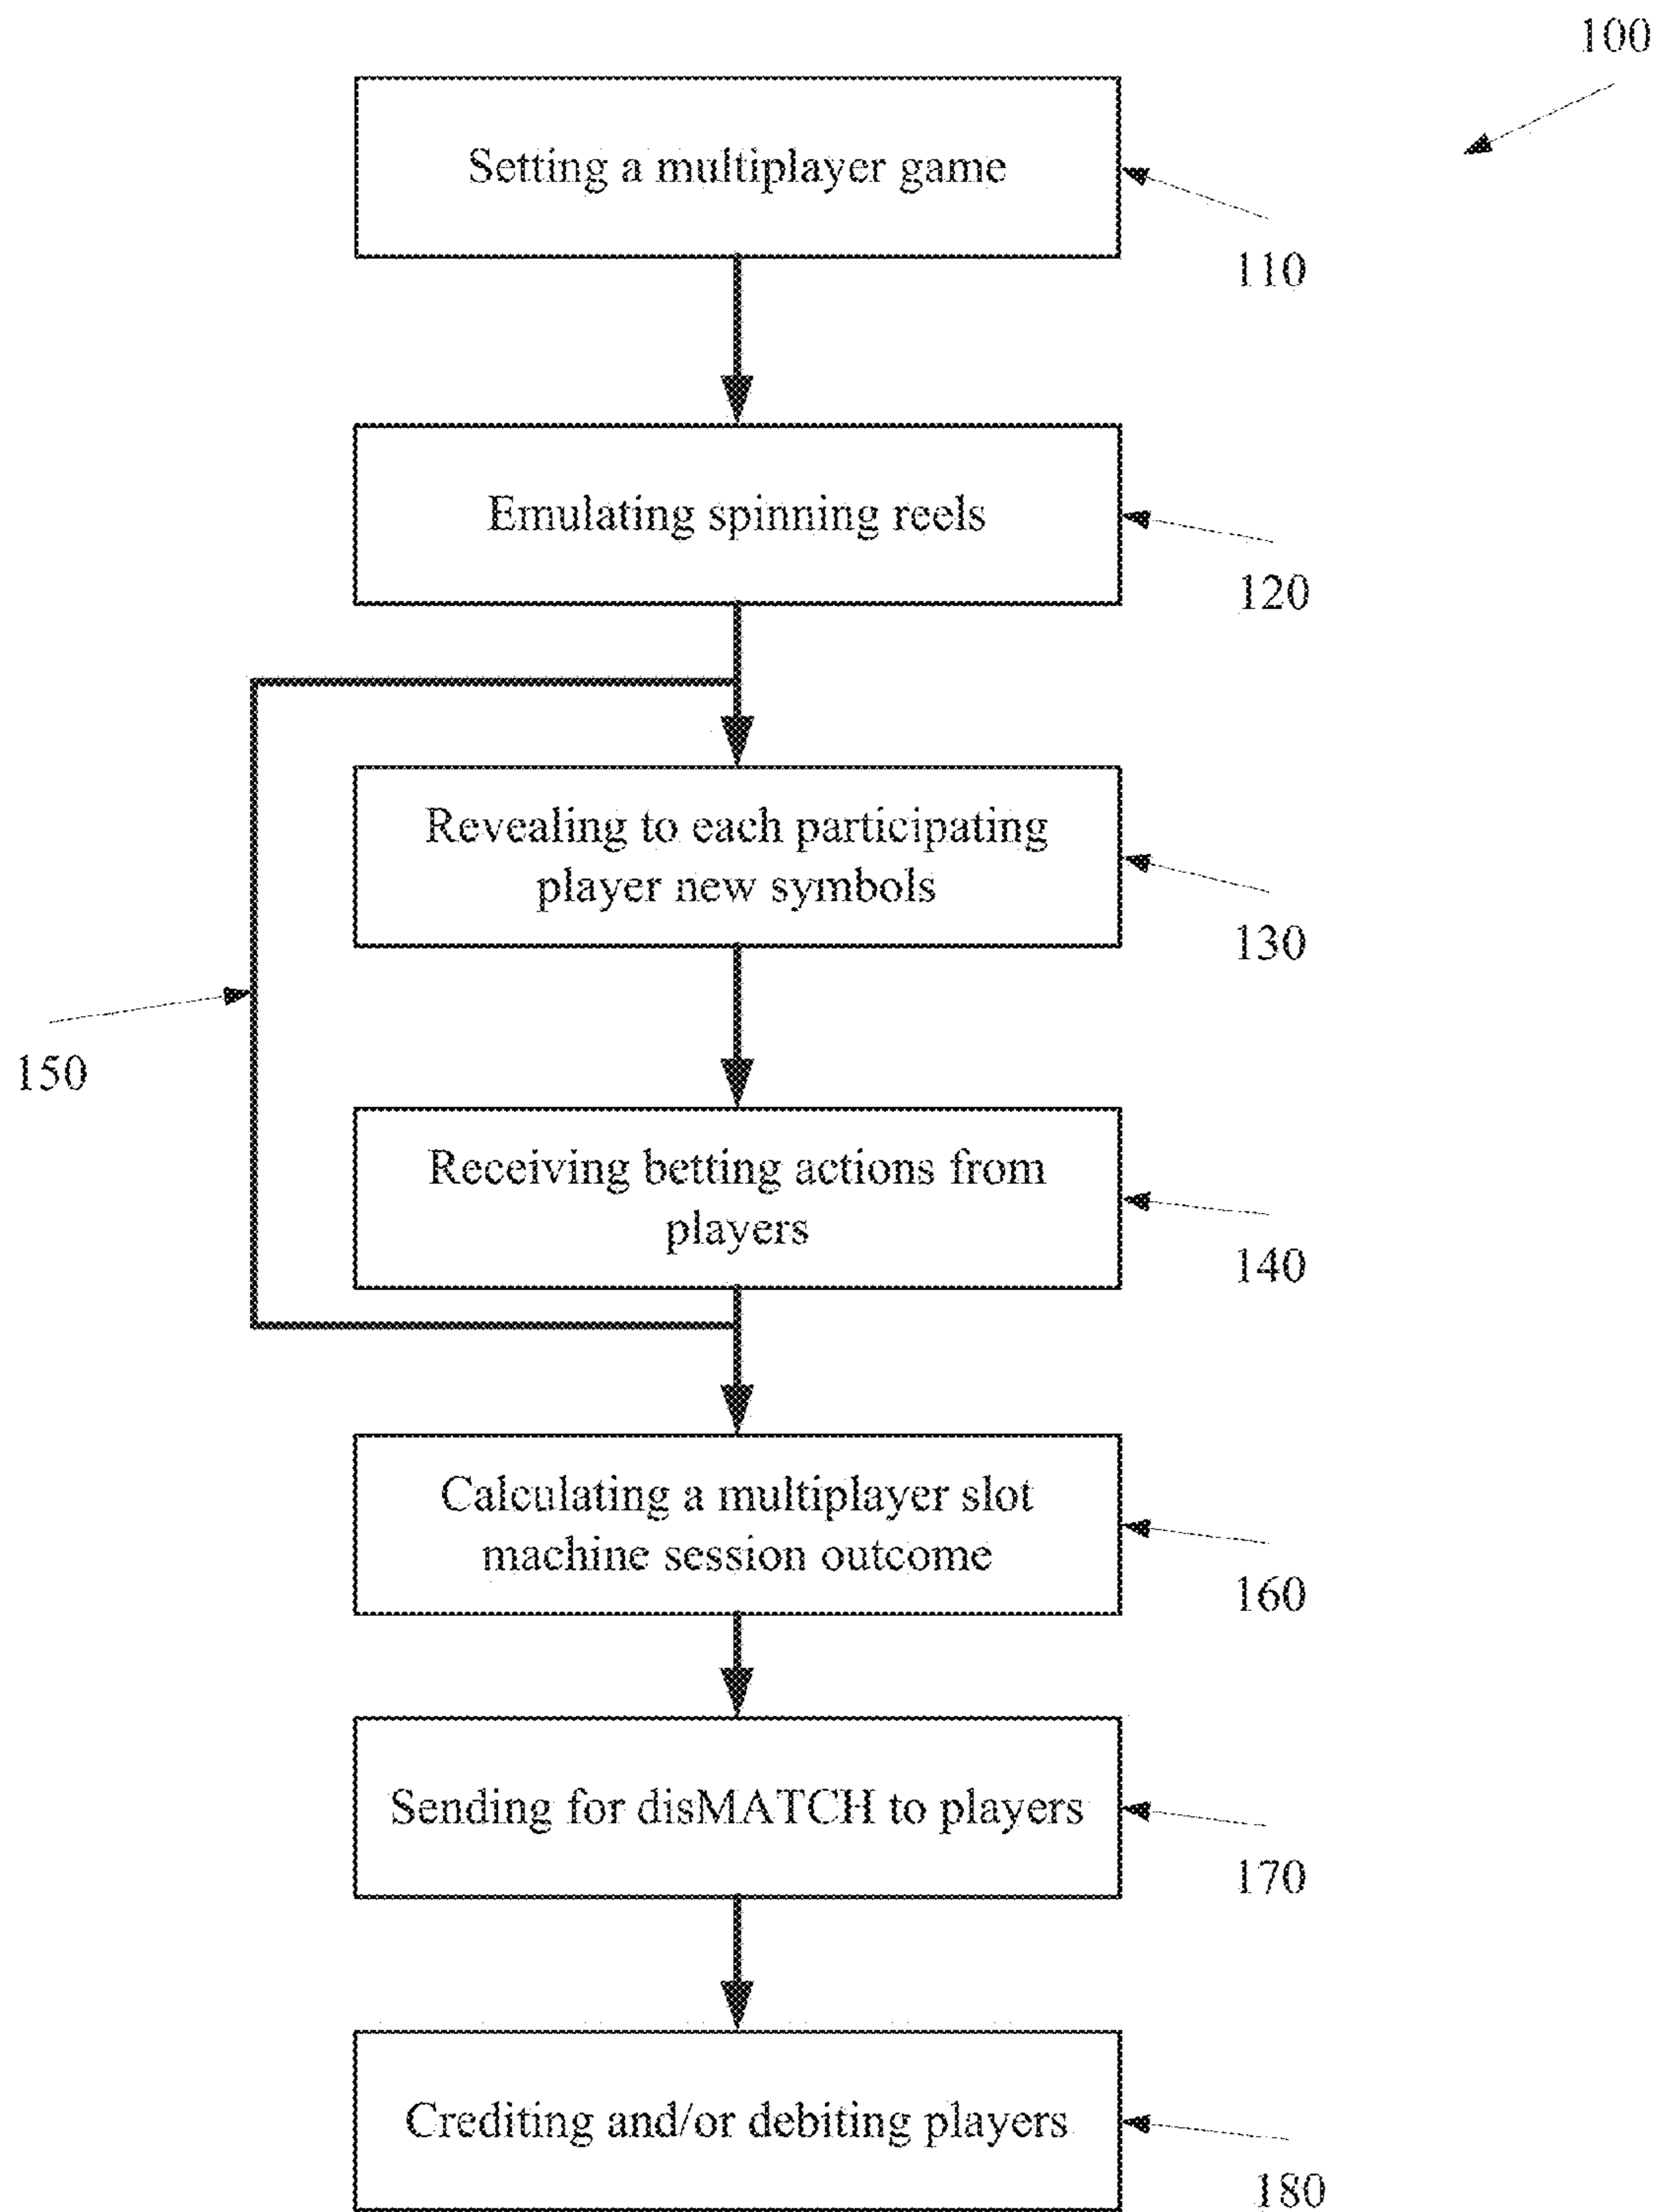 100
Setting a multiplayer game
110
Emulating spinning reels
120
Revealing to each participating
player new symbols
130
150
Receiving betting actions from
players
140
Calculating a multiplayer slot
machine session outcome
160
Sending for disMATCH to players
170
Crediting and/or debiting players
180